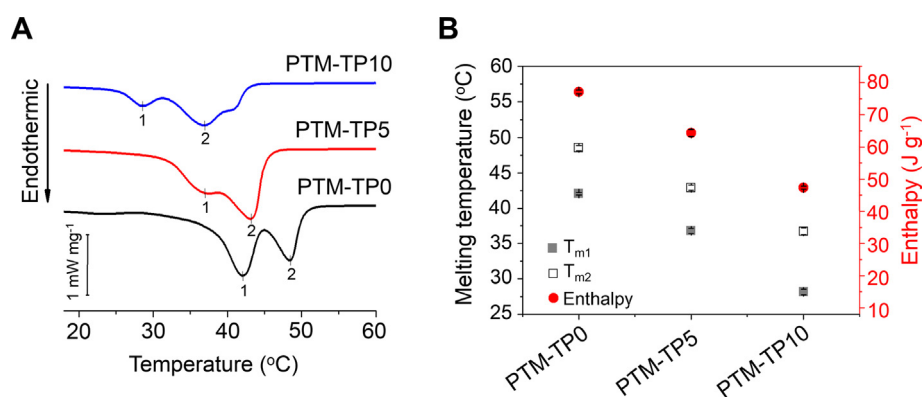 A
Endothermic
PTM-TP10
1
2
PTM-TP5
1
2
PTM-TP0
1
2
1 mW mg⁻¹
20 30 40 50 60
Temperature (°C)
B
Melting temperature (°C)
60
55
50
45
40
35
30
25
Tm1
Tm2
Enthalpy
80
70
60
50
40
30
20
10
Enthalpy (J g⁻¹)
PTM-TP0
PTM-TP5
PTM-TP10